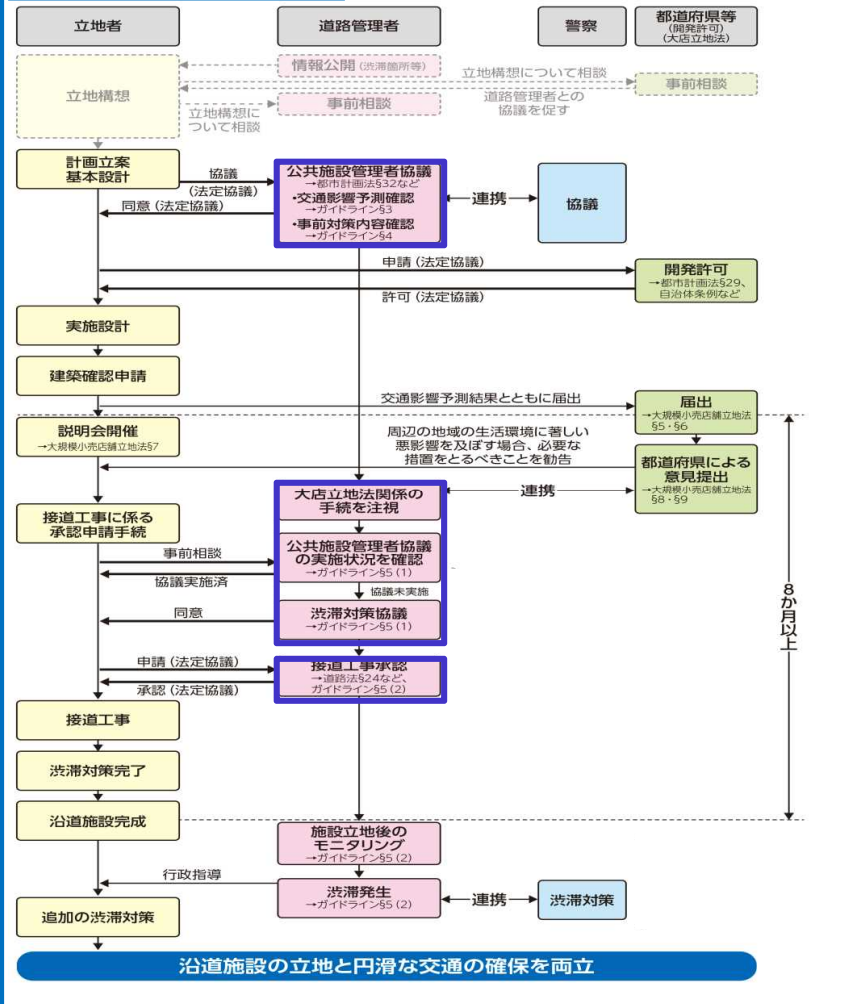 立地者
道路管理者
警察
都道府県等
(開発許可)
(大店立地法)
立地構想
情報公開(渋滞箇所等)
立地構想について相談
事前相談
事前相談
立地構想に
ついて相談
道路管理者との
協議を促す
計画立案
基本設計
協議
(法定協議)
同意(法定協議)
公共施設管理者協議
→都市計画法§32など
・交通影響予測確認
→ガイドライン§3
・事前対策内容確認
→ガイドライン§4
連携
協議
申請(法定協議)
許可(法定協議)
開発許可
→都市計画法§29、
自治体条例など
実施設計
建築確認申請
交通影響予測結果とともに届出
届出
→大規模小売店舗立地法
§5・§6
説明会開催
→大規模小売店舗立地法§7
周辺の地域の生活環境に著しい
悪影響を及ぼす場合、必要な
措置をとるべきことを勧告
都道府県による
意見提出
→大規模小売店舗立地法
§8・§9
大店立地法関係の
手続を注視
連携
接道工事に係る
承認申請手続
事前相談
協議実施済
公共施設管理者協議
の実施状況を確認
→ガイドライン§5(1)
協議未実施
同意
渋滞対策協議
→ガイドライン§5(1)
8か月以上
申請(法定協議)
承認(法定協議)
接道工事承認
→道路法§24など、
ガイドライン§5(2)
接道工事
渋滞対策完了
沿道施設完成
施設立地後の
モニタリング
→ガイドライン§5(2)
行政指導
渋滞発生
→ガイドライン§5(2)
連携
渋滞対策
追加の渋滞対策
沿道施設の立地と円滑な交通の確保を両立